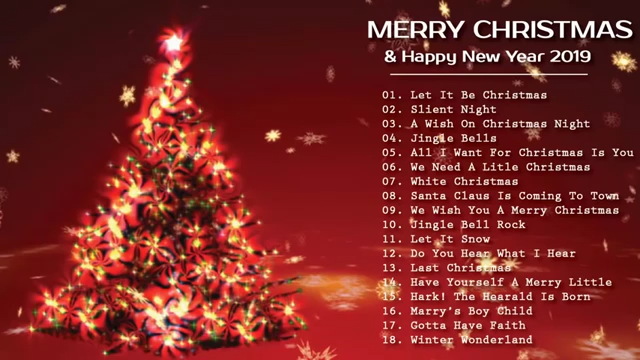 MERRY CHRISTMAS
& Happy New Year 2019
01. Let It Be Christmas
02. Slient Night
03. A Wish On Christmas Night
04. Jingle Bells
05. All I Want For Christmas Is You
06. We Need A Litle Christmas
07. White Christmas
08. Santa Claus Is Coming To Town
09. We Wish You A Merry Christmas
10. Jingle Bell Rock
11. Let It Snow
12. Do You Hear What I Hear
13. Last Christmas
14. Have Yourself A Merry Little
15. Hark! The Hearald Is Born
16. Marry's Boy Child
17. Gotta Have Faith
18. Winter Wonderland